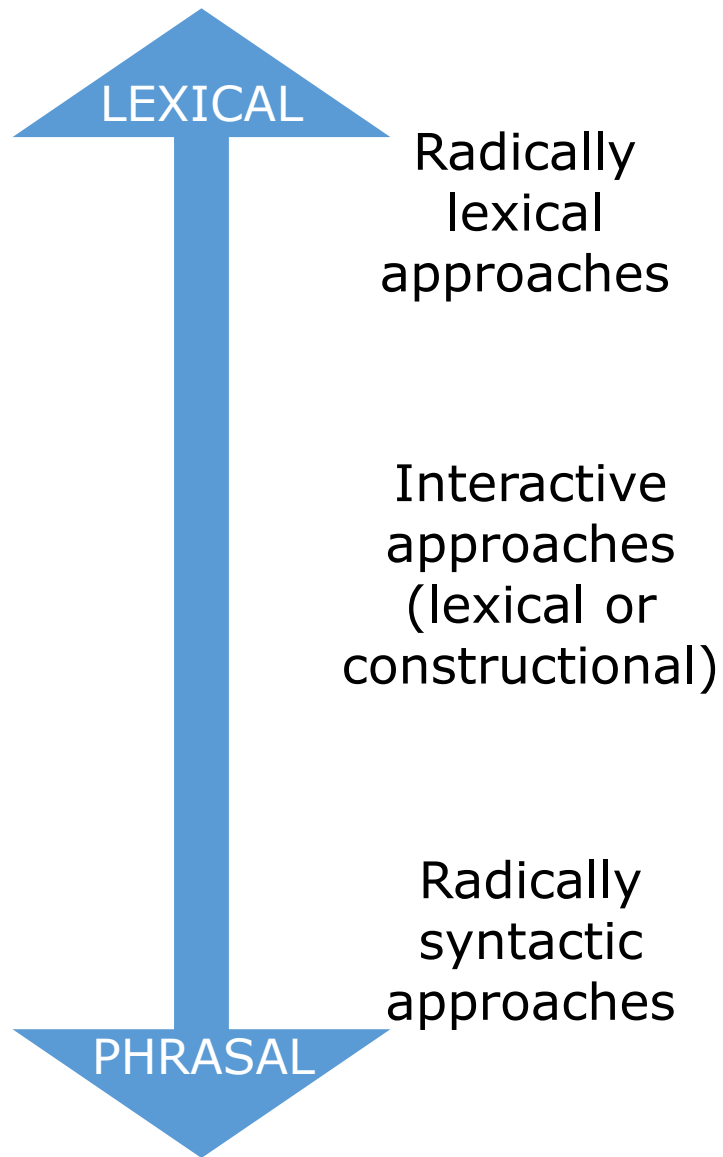 LEXICAL
Radically
lexical
approaches
Interactive
approaches
(lexical or
constructional)
Radically
syntactic
approaches
PHRASAL